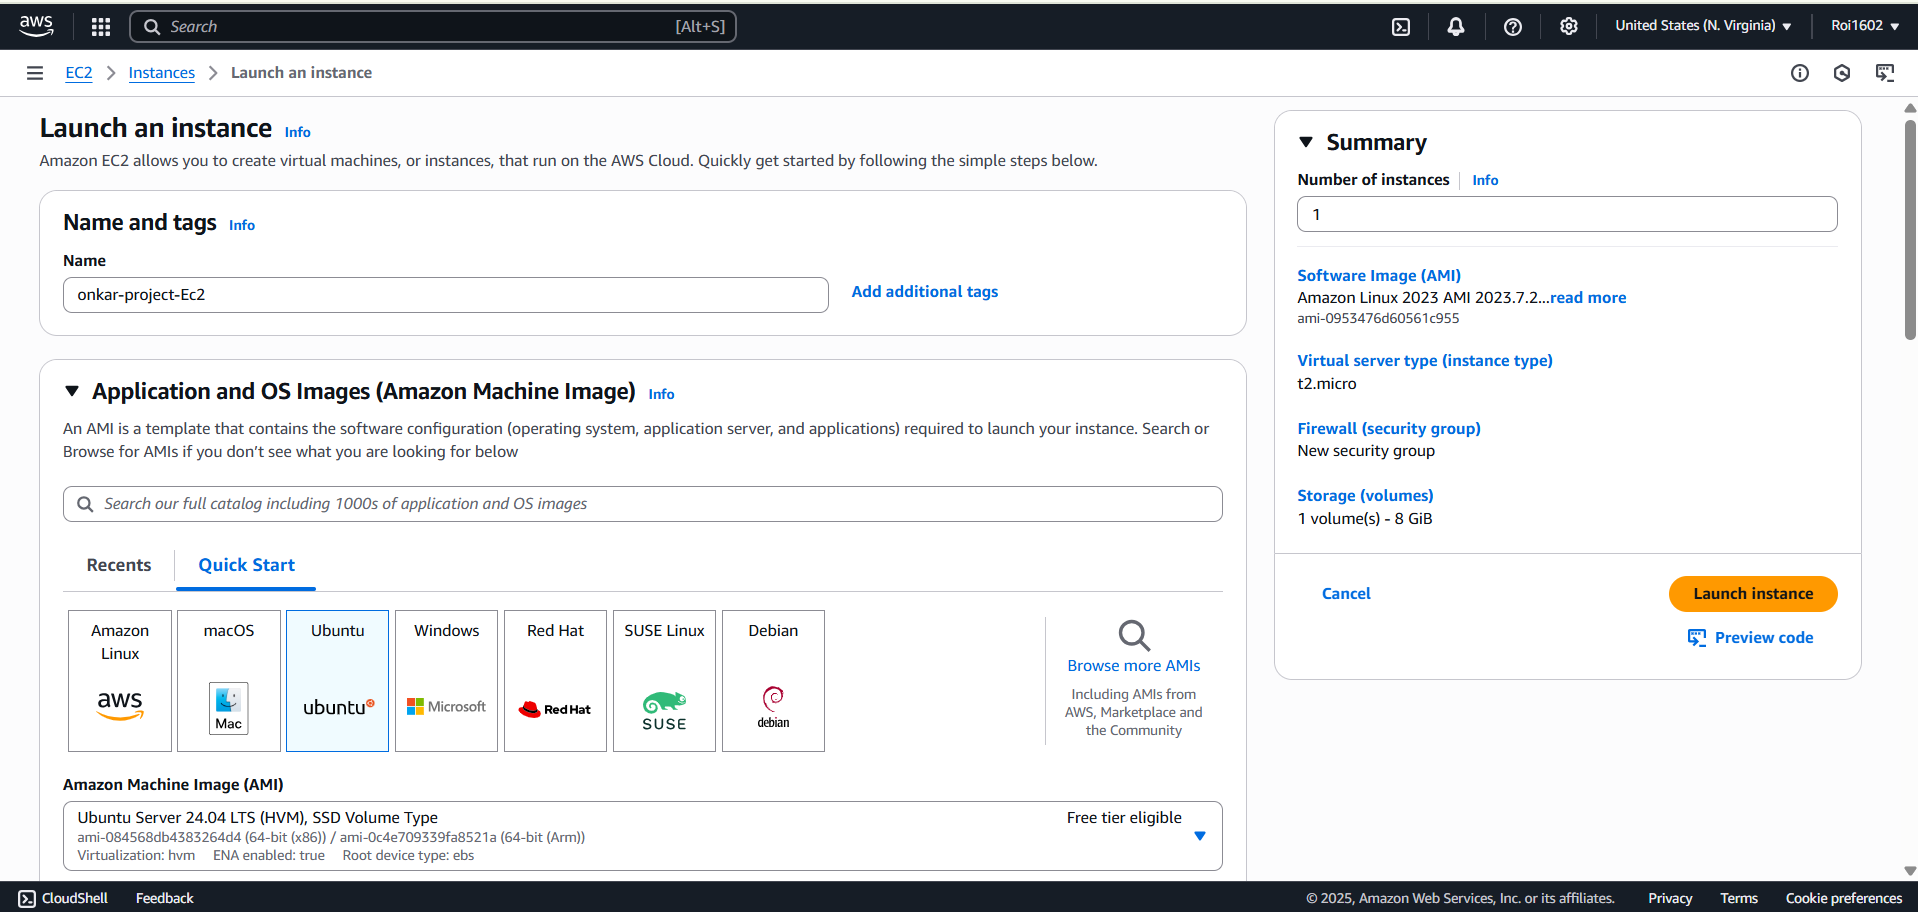 aws
Search [Alt+S]
United States (N. Virginia)
Roi1602
EC2
Instances
Launch an instance
Launch an instance Info
Amazon EC2 allows you to create virtual machines, or instances, that run on the AWS Cloud. Quickly get started by following the simple steps below.
Name and tags Info
Name
onkar-project-Ec2
Add additional tags
Application and OS Images (Amazon Machine Image) Info
An AMI is a template that contains the software configuration (operating system, application server, and applications) required to launch your instance. Search or
Browse for AMIs if you don’t see what you are looking for below
Search our full catalog including 1000s of application and OS images
Recents
Quick Start
Amazon
Linux
aws
macOS
Mac
Ubuntu
ubuntu
Windows
Microsoft
Red Hat
Red Hat
SUSE Linux
SUSE
Debian
debian
Browse more AMIs
Including AMIs from
AWS, Marketplace and
the Community
Amazon Machine Image (AMI)
Ubuntu Server 24.04 LTS (HVM), SSD Volume Type
Free tier eligible
ami-084568db4383264d4 (64-bit (x86)) / ami-0c4e709339fa8521a (64-bit (Arm))
Virtualization: hvm ENA enabled: true Root device type: ebs
Summary
Number of instances Info
1
Software Image (AMI)
Amazon Linux 2023 AMI 2023.7.2...read more
ami-0953476d60561c955
Virtual server type (instance type)
t2.micro
Firewall (security group)
New security group
Storage (volumes)
1 volume(s) - 8 GiB
Cancel
Launch instance
Preview code
CloudShell
Feedback
© 2025, Amazon Web Services, Inc. or its affiliates.
Privacy
Terms
Cookie preferences